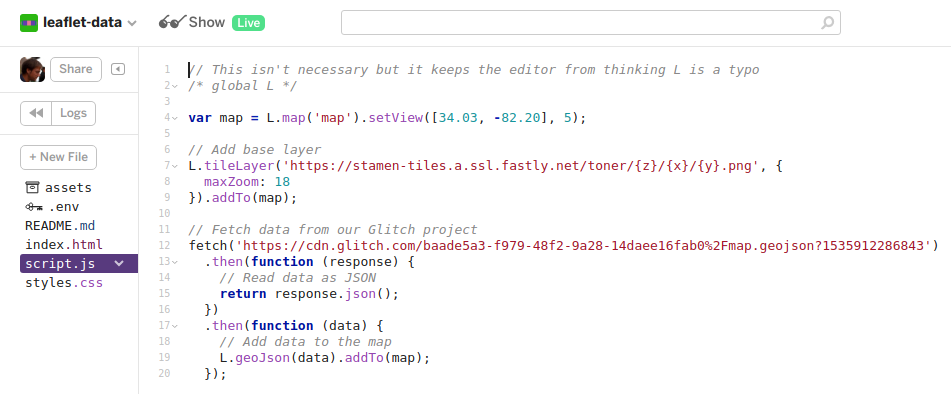 leaflet-data Show Live
Share
Logs
+ New File
assets
.env
README.md
index.html
script.js
styles.css
1 // This isn't necessary but it keeps the editor from thinking L is a typo
2 /* global L */
3
4 var map = L.map('map').setView([34.03, -82.20], 5);
5
6 // Add base layer
7 L.tileLayer('https://stamen-tiles.a.ssl.fastly.net/toner/{z}/{x}/{y}.png', {
8 maxZoom: 18
9 }).addTo(map);
10
11 // Fetch data from our Glitch project
12 fetch('https://cdn.glitch.com/baade5a3-f979-48f2-9a28-14daee16fab0%2Fmap.geojson?1535912286843')
13 .then(function (response) {
14 // Read data as JSON
15 return response.json();
16 })
17 .then(function (data) {
18 // Add data to the map
19 L.geoJson(data).addTo(map);
20 });